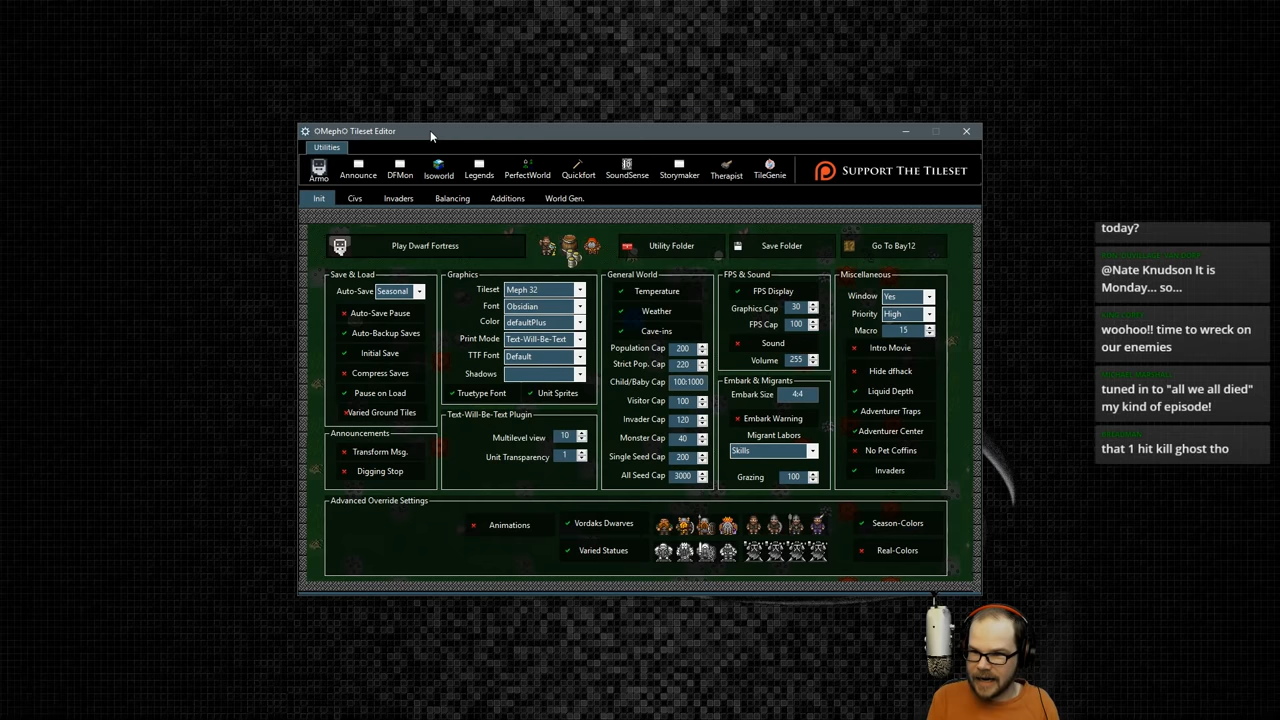 Meph Tileset Editor
Utilities
Armo Announce DFMon Isoworld Legends PerfectWorld Quickfort SoundSense Storymaker Therapist TileGenie SUPPORT THE TILESET
Init Civs Invaders Balancing Additions World Gen.
Play Dwarf Fortress Utility Folder Save Folder Go To Bay12
Save & Load
Auto-Save Seasonal
Auto-Save Pause
Auto-Backup Saves
Initial Save
Compress Saves
Pause on Load
Varied Ground Tiles
Announcements
Transform Msg.
Digging Stop
Graphics
Tileset Meph 32
Font Obsidian
Color defaultPlus
Print Mode Text-Will-Be-Text
TTF Font Default
Shadows
Truetype Font Unit Sprites
Text-Will-Be-Text Plugin
Multilevel view 10
Unit Transparency 1
General World
Temperature
Weather
Cave-ins
Population Cap 200
Strict Pop. Cap 220
Child/Baby Cap 100:1000
Visitor Cap 100
Invader Cap 120
Monster Cap 40
Single Seed Cap 200
All Seed Cap 3000
FPS & Sound
FPS Display
Graphics Cap 30
FPS Cap 100
Sound
Volume 255
Embark & Migrants
Embark Size 4:4
Embark Warning
Migrant Labors
Skills
Grazing 100
Miscellaneous
Window Yes
Priority High
Macro 15
Intro Movie
Hide dfhack
Liquid Depth
Adventurer Traps
Adventurer Center
No Pet Coffins
Invaders
Advanced Override Settings
Animations
Vordaks Dwarves
Varied Statues
Season-Colors
Real-Colors
today?
@Nate Knudson It is
Monday... so...
woohoo!! time to wreck on
our enemies
tuned in to "all we all died"
my kind of episode!
that 1 hit kill ghost tho